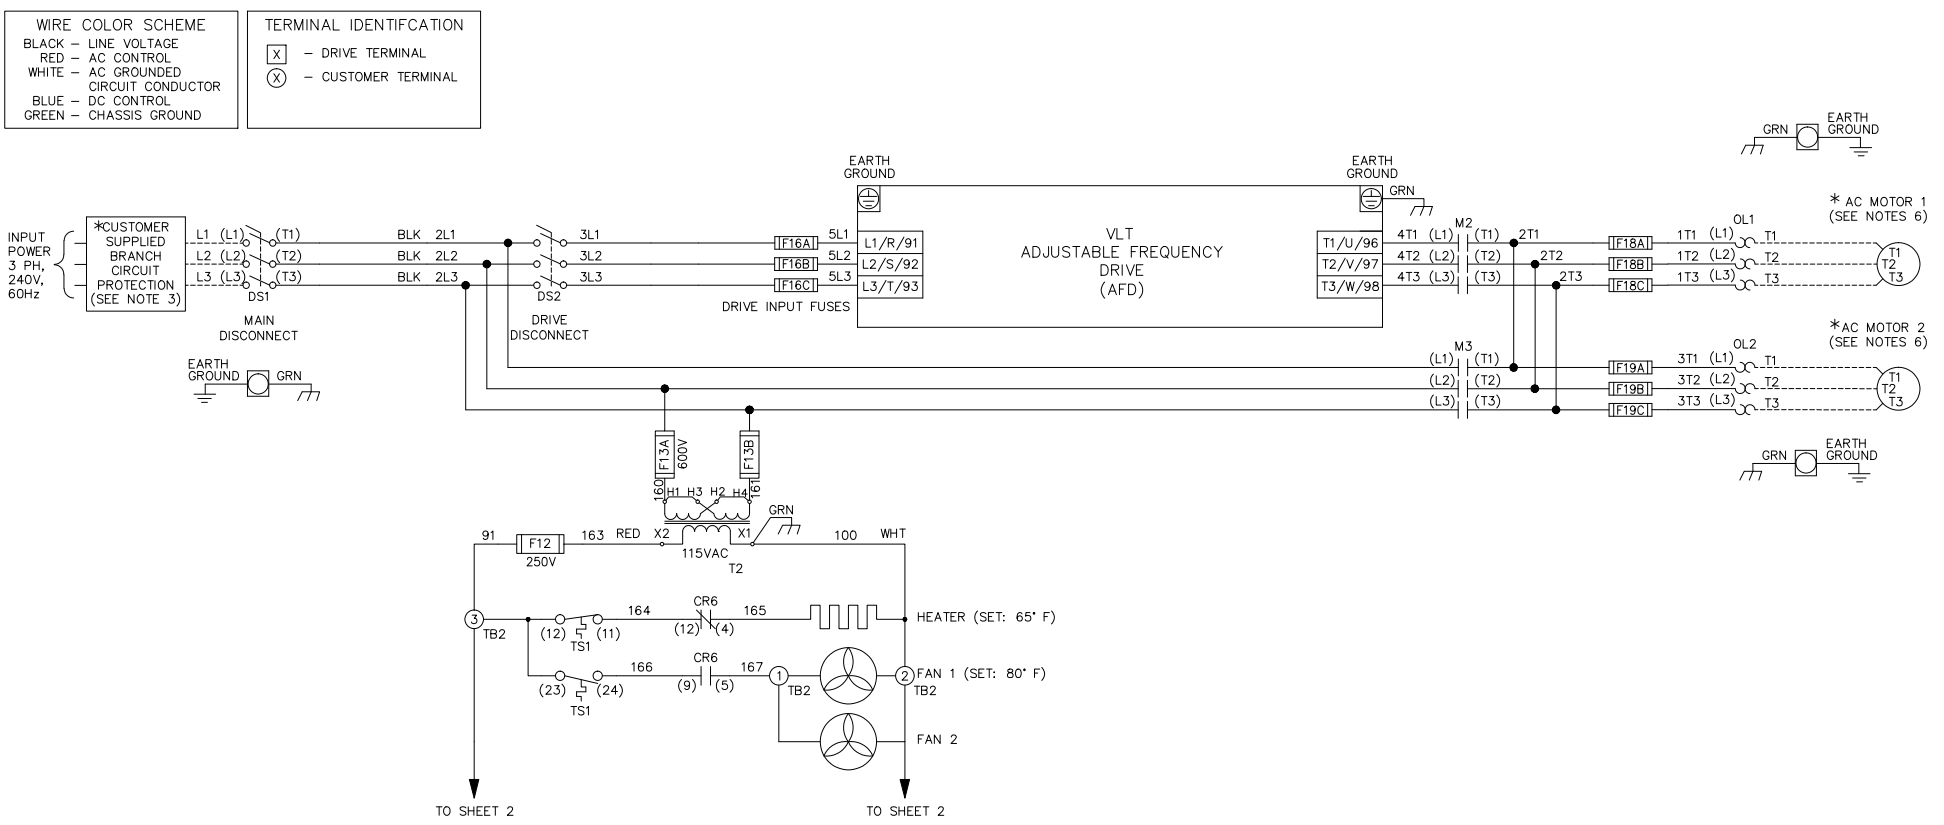 WIRE COLOR SCHEME
BLACK – LINE VOLTAGE
RED – AC CONTROL
WHITE – AC GROUNDED
CIRCUIT CONDUCTOR
BLUE – DC CONTROL
GREEN – CHASSIS GROUND
TERMINAL IDENTIFCATION
X – DRIVE TERMINAL
X – CUSTOMER TERMINAL
INPUT
POWER
3 PH,
240V,
60Hz
*CUSTOMER
SUPPLIED
BRANCH
CIRCUIT
PROTECTION
(SEE NOTE 3)
L1 (L1) (T1)
L2 (L2) (T2)
L3 (L3) (T3)
DS1
MAIN
DISCONNECT
BLK 2L1
BLK 2L2
BLK 2L3
3L1
3L2
3L3
DS2
DRIVE
DISCONNECT
F16A 5L1
F16B 5L2
F16C 5L3
DRIVE INPUT FUSES
EARTH
GROUND
L1/R/91
L2/S/92
L3/T/93
VLT
ADJUSTABLE FREQUENCY
DRIVE
(AFD)
EARTH
GROUND
GRN
T1/U/96
T2/V/97
T3/W/98
M2
4T1 (L1) (T1) 2T1
4T2 (L2) (T2) 2T2
4T3 (L3) (T3) 2T3
OL1
F18A 1T1 (L1) T1
F18B 1T2 (L2) T2
F18C 1T3 (L3) T3
GRN
EARTH
GROUND
* AC MOTOR 1
(SEE NOTES 6)
T1
T2
T3
M3
(L1) (T1)
(L2) (T2)
(L3) (T3)
OL2
F19A 3T1 (L1) T1
F19B 3T2 (L2) T2
F19C 3T3 (L3) T3
*AC MOTOR 2
(SEE NOTES 6)
T1
T2
T3
GRN
EARTH
GROUND
EARTH
GROUND
GRN
F13A
600V
F13B
160
H1 H3 H2 H4
161
GRN
91
F12
250V
163 RED X2
115VAC
X1
T2
100 WHT
3
TB2
(12) (11)
TS1
164
CR6
(12) (4)
165
HEATER (SET: 65° F)
(23) (24)
TS1
166
CR6
(9) (5)
167
1
TB2
2
TB2
FAN 1 (SET: 80° F)
FAN 2
TO SHEET 2
TO SHEET 2